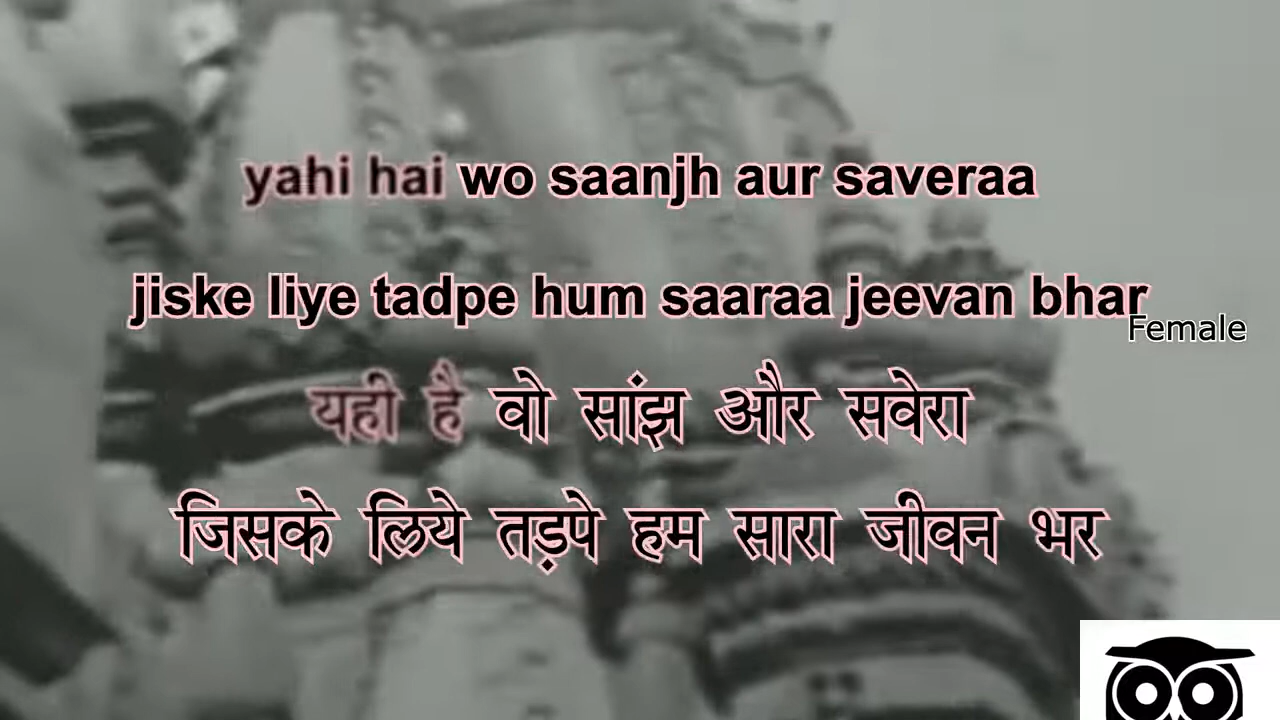 yahi hai wo saanjh aur saveraa
jiske liye tadpe hum saaraa jeevan bhar
Female
यही है वो सांझ और सवेरा
जिसके लिये तड़पे हम सारा जीवन भर